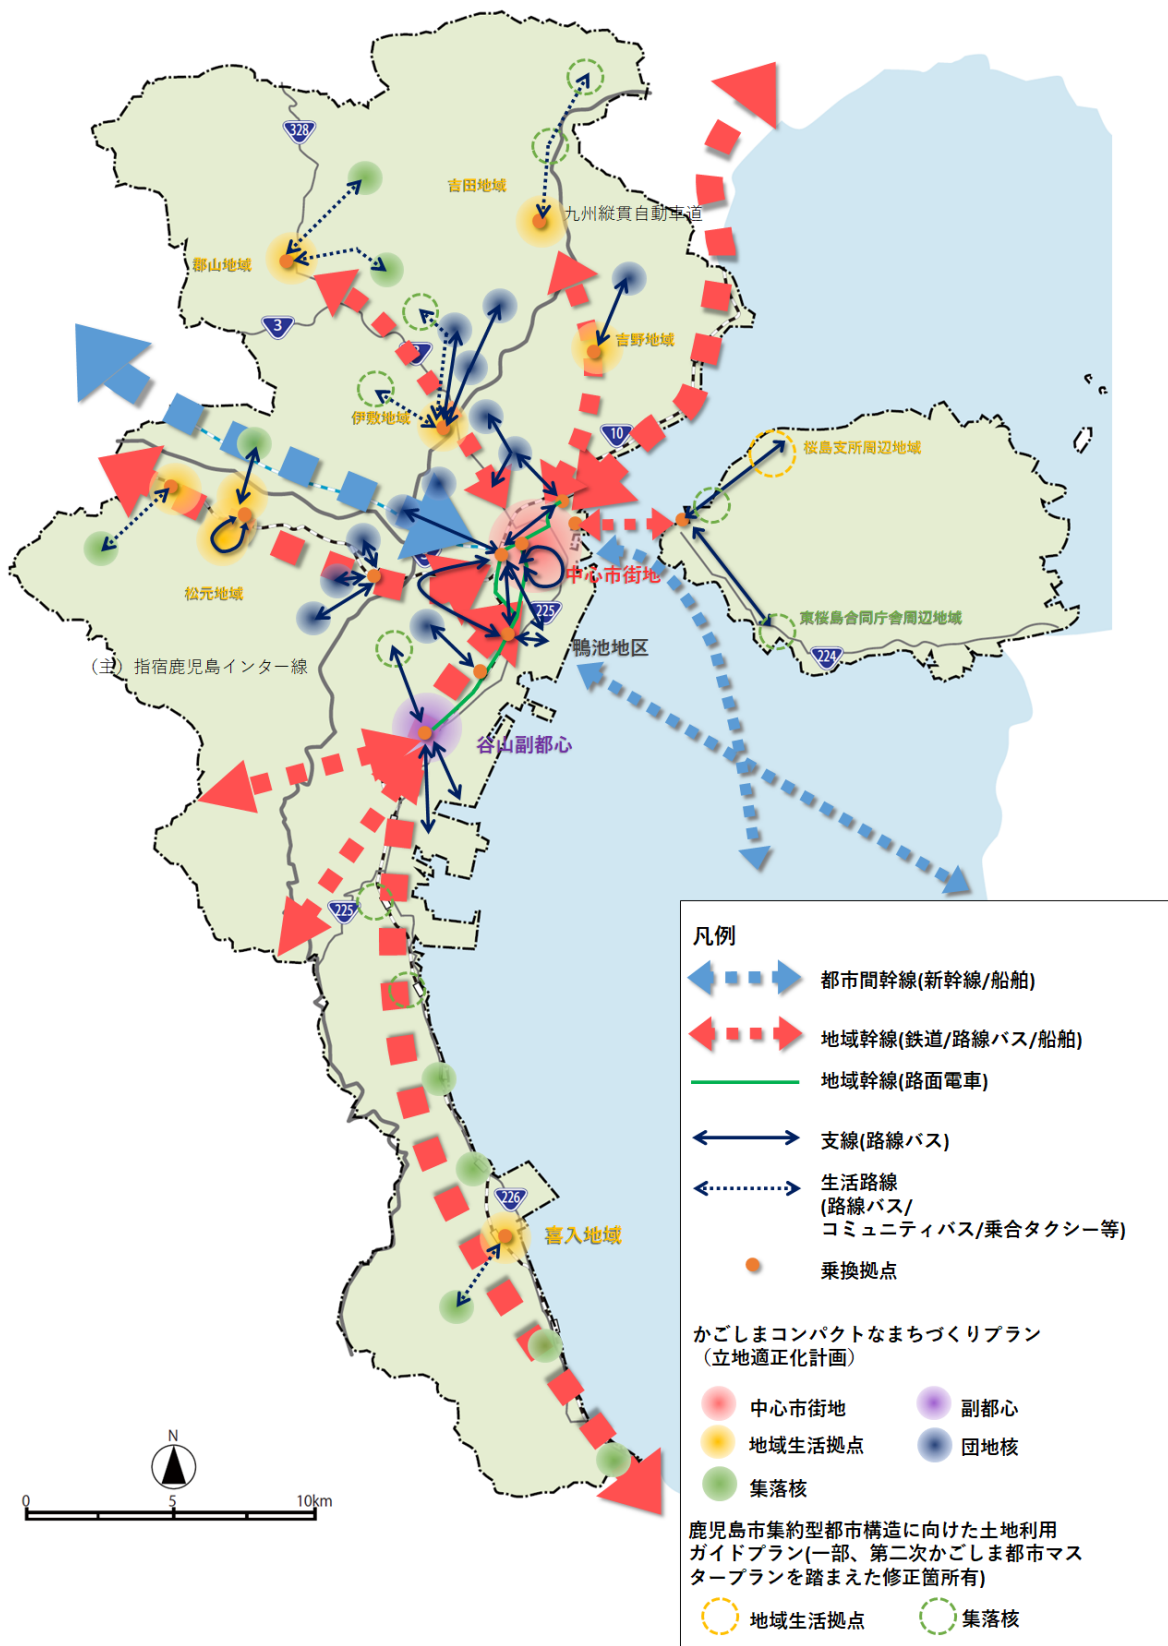 328
吉田地域
九州縦貫自動車道
郡山地域
3
吉野地域
伊敷地域
10
桜島支所周辺地域
松元地域
中心市街地
225
東桜島合同庁舎周辺地域
鴨池地区
224
(主)指宿鹿児島インター線
谷山副都心
225
226
喜入地域
N
0 5 10km
凡例
都市間幹線(新幹線/船舶)
地域幹線(鉄道/路線バス/船舶)
地域幹線(路面電車)
支線(路線バス)
生活路線
(路線バス/
コミュニティバス/乗合タクシー等)
乗換拠点
かごしまコンパクトなまちづくりプラン
(立地適正化計画)
中心市街地 副都心
地域生活拠点 団地核
集落核
鹿児島市集約型都市構造に向けた土地利用
ガイドプラン(一部、第二次かごしま都市マス
タープランを踏まえた修正箇所有)
地域生活拠点 集落核